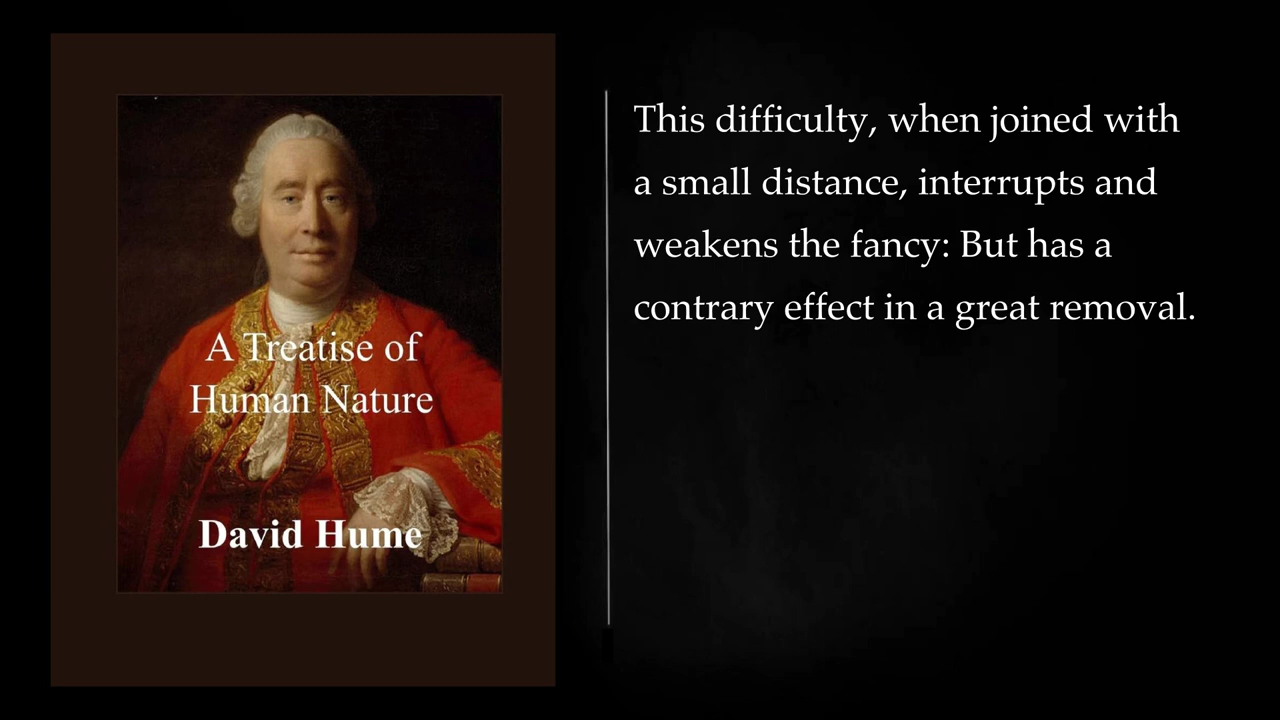 A Treatise of
Human Nature
David Hume
This difficulty, when joined with
a small distance, interrupts and
weakens the fancy: But has a
contrary effect in a great removal.